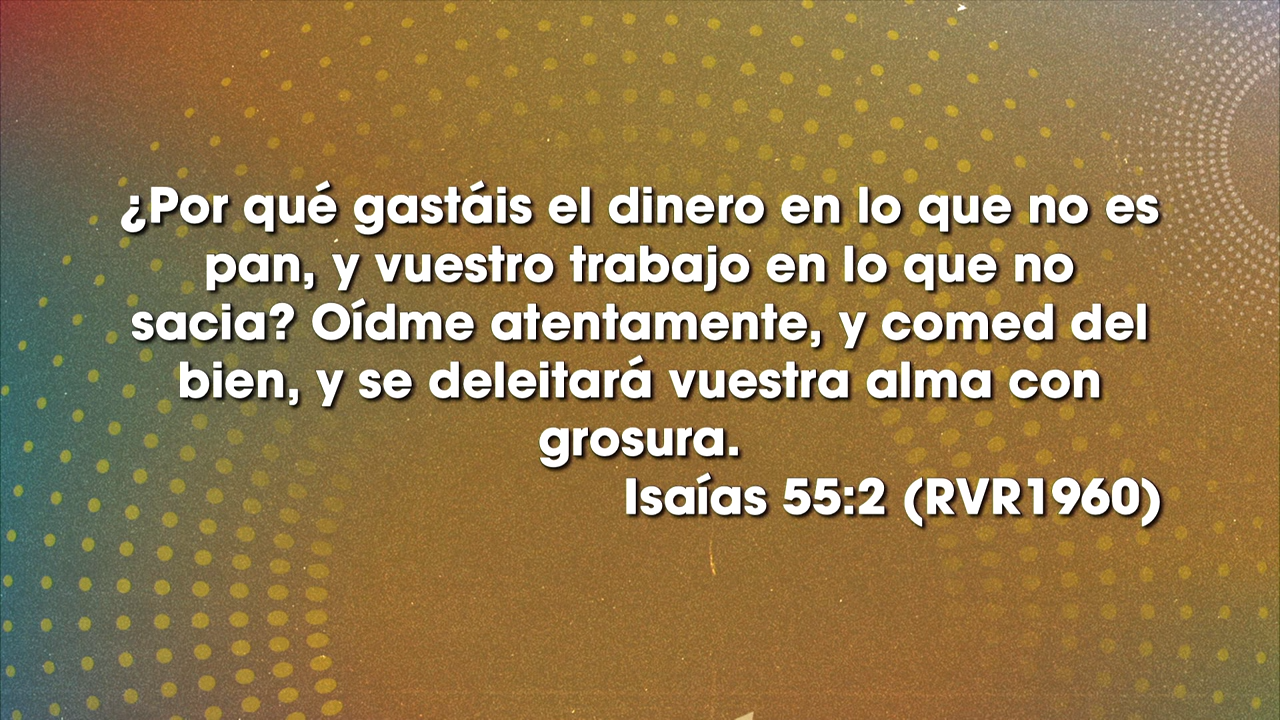 ¿Por qué gastáis el dinero en lo que no es
pan, y vuestro trabajo en lo que no
sacia? Oídme atentamente, y comed del
bien, y se deleitará vuestra alma con
grosura.
Isaías 55:2 (RVR1960)